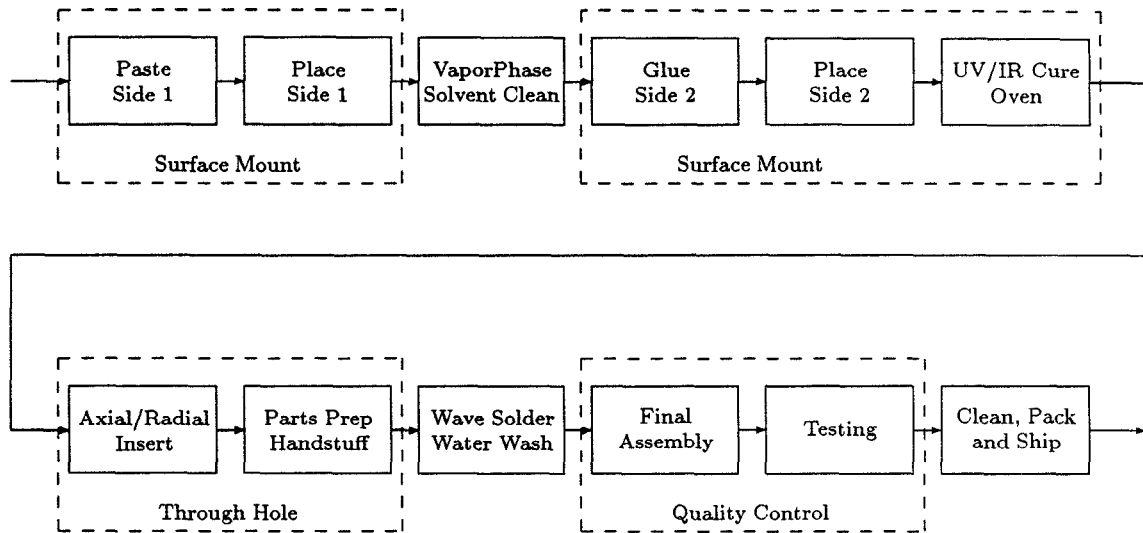 Paste
Side 1
Place
Side 1
VaporPhase
Solvent Clean
Glue
Side 2
Place
Side 2
UV/IR Cure
Oven
Surface Mount
Surface Mount
Axial/Radial
Insert
Parts Prep
Handstuff
Wave Solder
Water Wash
Final
Assembly
Testing
Clean, Pack
and Ship
Through Hole
Quality Control